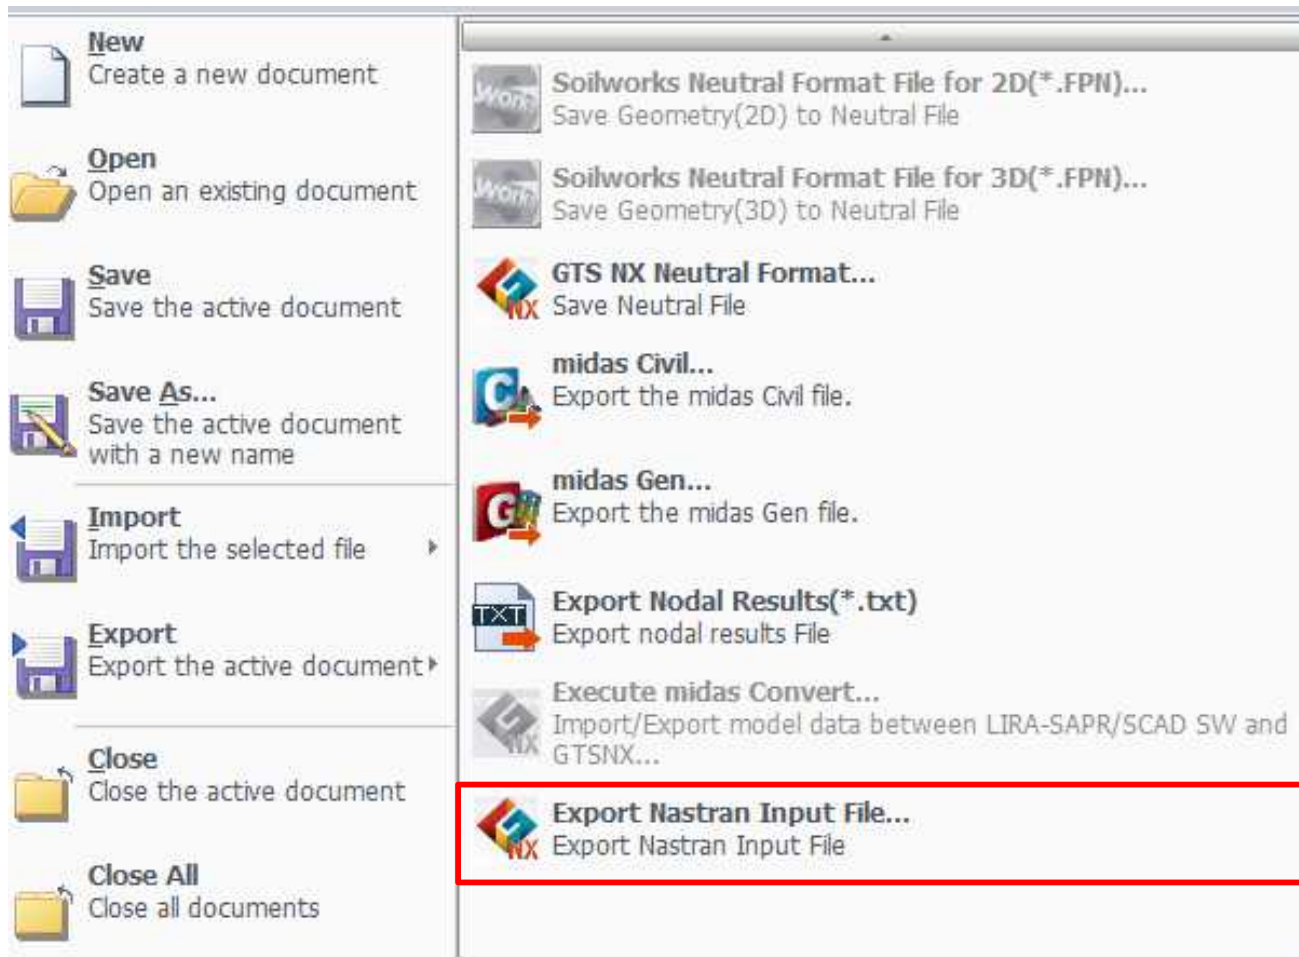 New
Create a new document
Open
Open an existing document
Save
Save the active document
Save As...
Save the active document
with a new name
Import
Import the selected file
Export
Export the active document
Close
Close the active document
Close All
Close all documents
Work
Soilworks Neutral Format File for 2D(*.FPN)...
Save Geometry(2D) to Neutral File
Work
Soilworks Neutral Format File for 3D(*.FPN)...
Save Geometry(3D) to Neutral File
NX
GTS NX Neutral Format...
Save Neutral File
C
midas Civil...
Export the midas Civil file.
G
midas Gen...
Export the midas Gen file.
TXT
Export Nodal Results(*.txt)
Export nodal results File
NX
Execute midas Convert...
Import/Export model data between LIRA-SAPR/SCAD SW and
GTSNX...
NX
Export Nastran Input File...
Export Nastran Input File